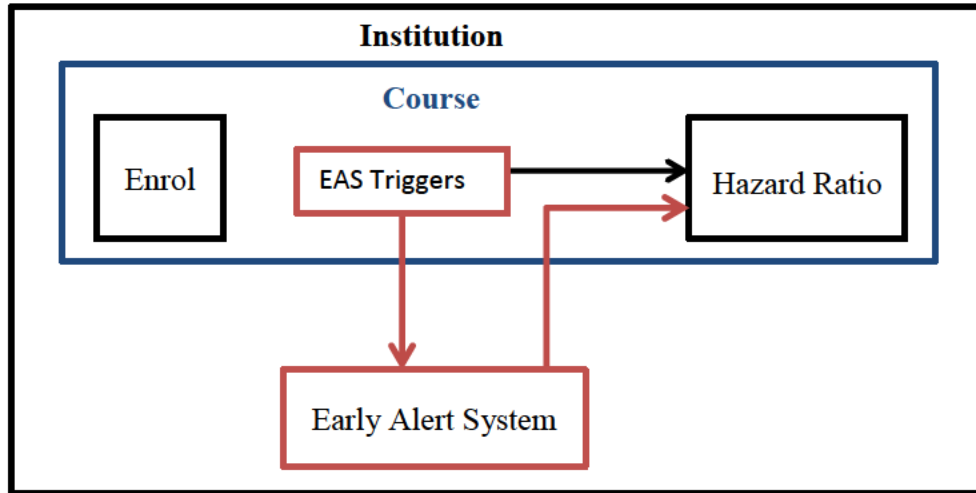 Institution
Course
Enrol
EAS Triggers
Hazard Ratio
Early Alert System